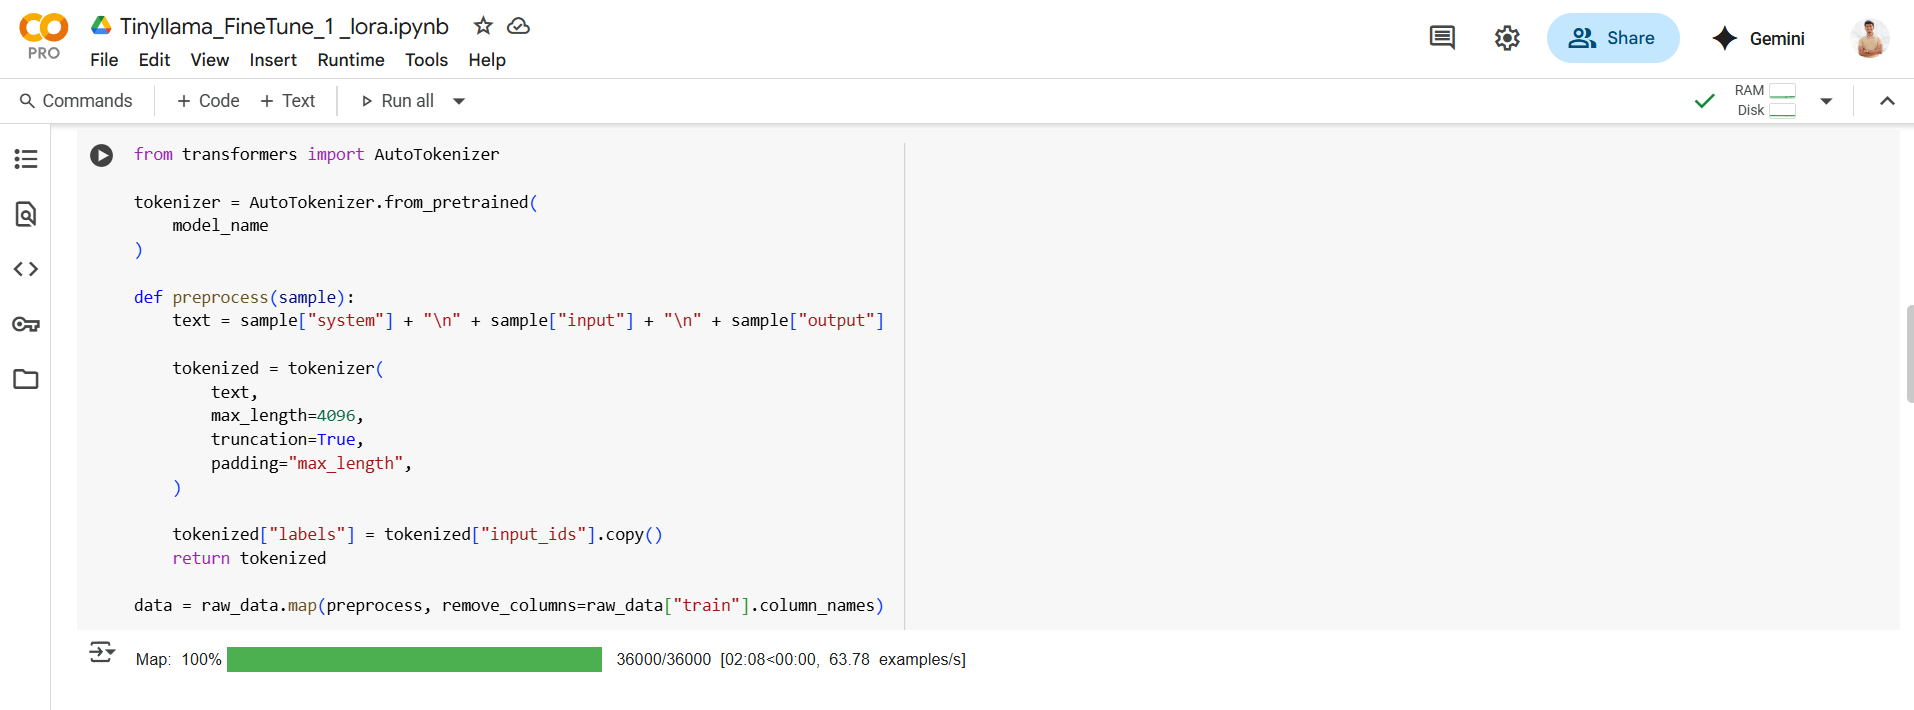 Tinyllama_FineTune_1 _lora.ipynb
PRO
File Edit View Insert Runtime Tools Help
Share
Gemini
Commands + Code + Text Run all
RAM
Disk
from transformers import AutoTokenizer
tokenizer = AutoTokenizer.from_pretrained(
    model_name
)
def preprocess(sample):
    text = sample["system"] + "\n" + sample["input"] + "\n" + sample["output"]
    tokenized = tokenizer(
        text,
        max_length=4096,
        truncation=True,
        padding="max_length",
    )
    tokenized["labels"] = tokenized["input_ids"].copy()
    return tokenized
data = raw_data.map(preprocess, remove_columns=raw_data["train"].column_names)
Map: 100% 36000/36000 [02:08<00:00, 63.78 examples/s]